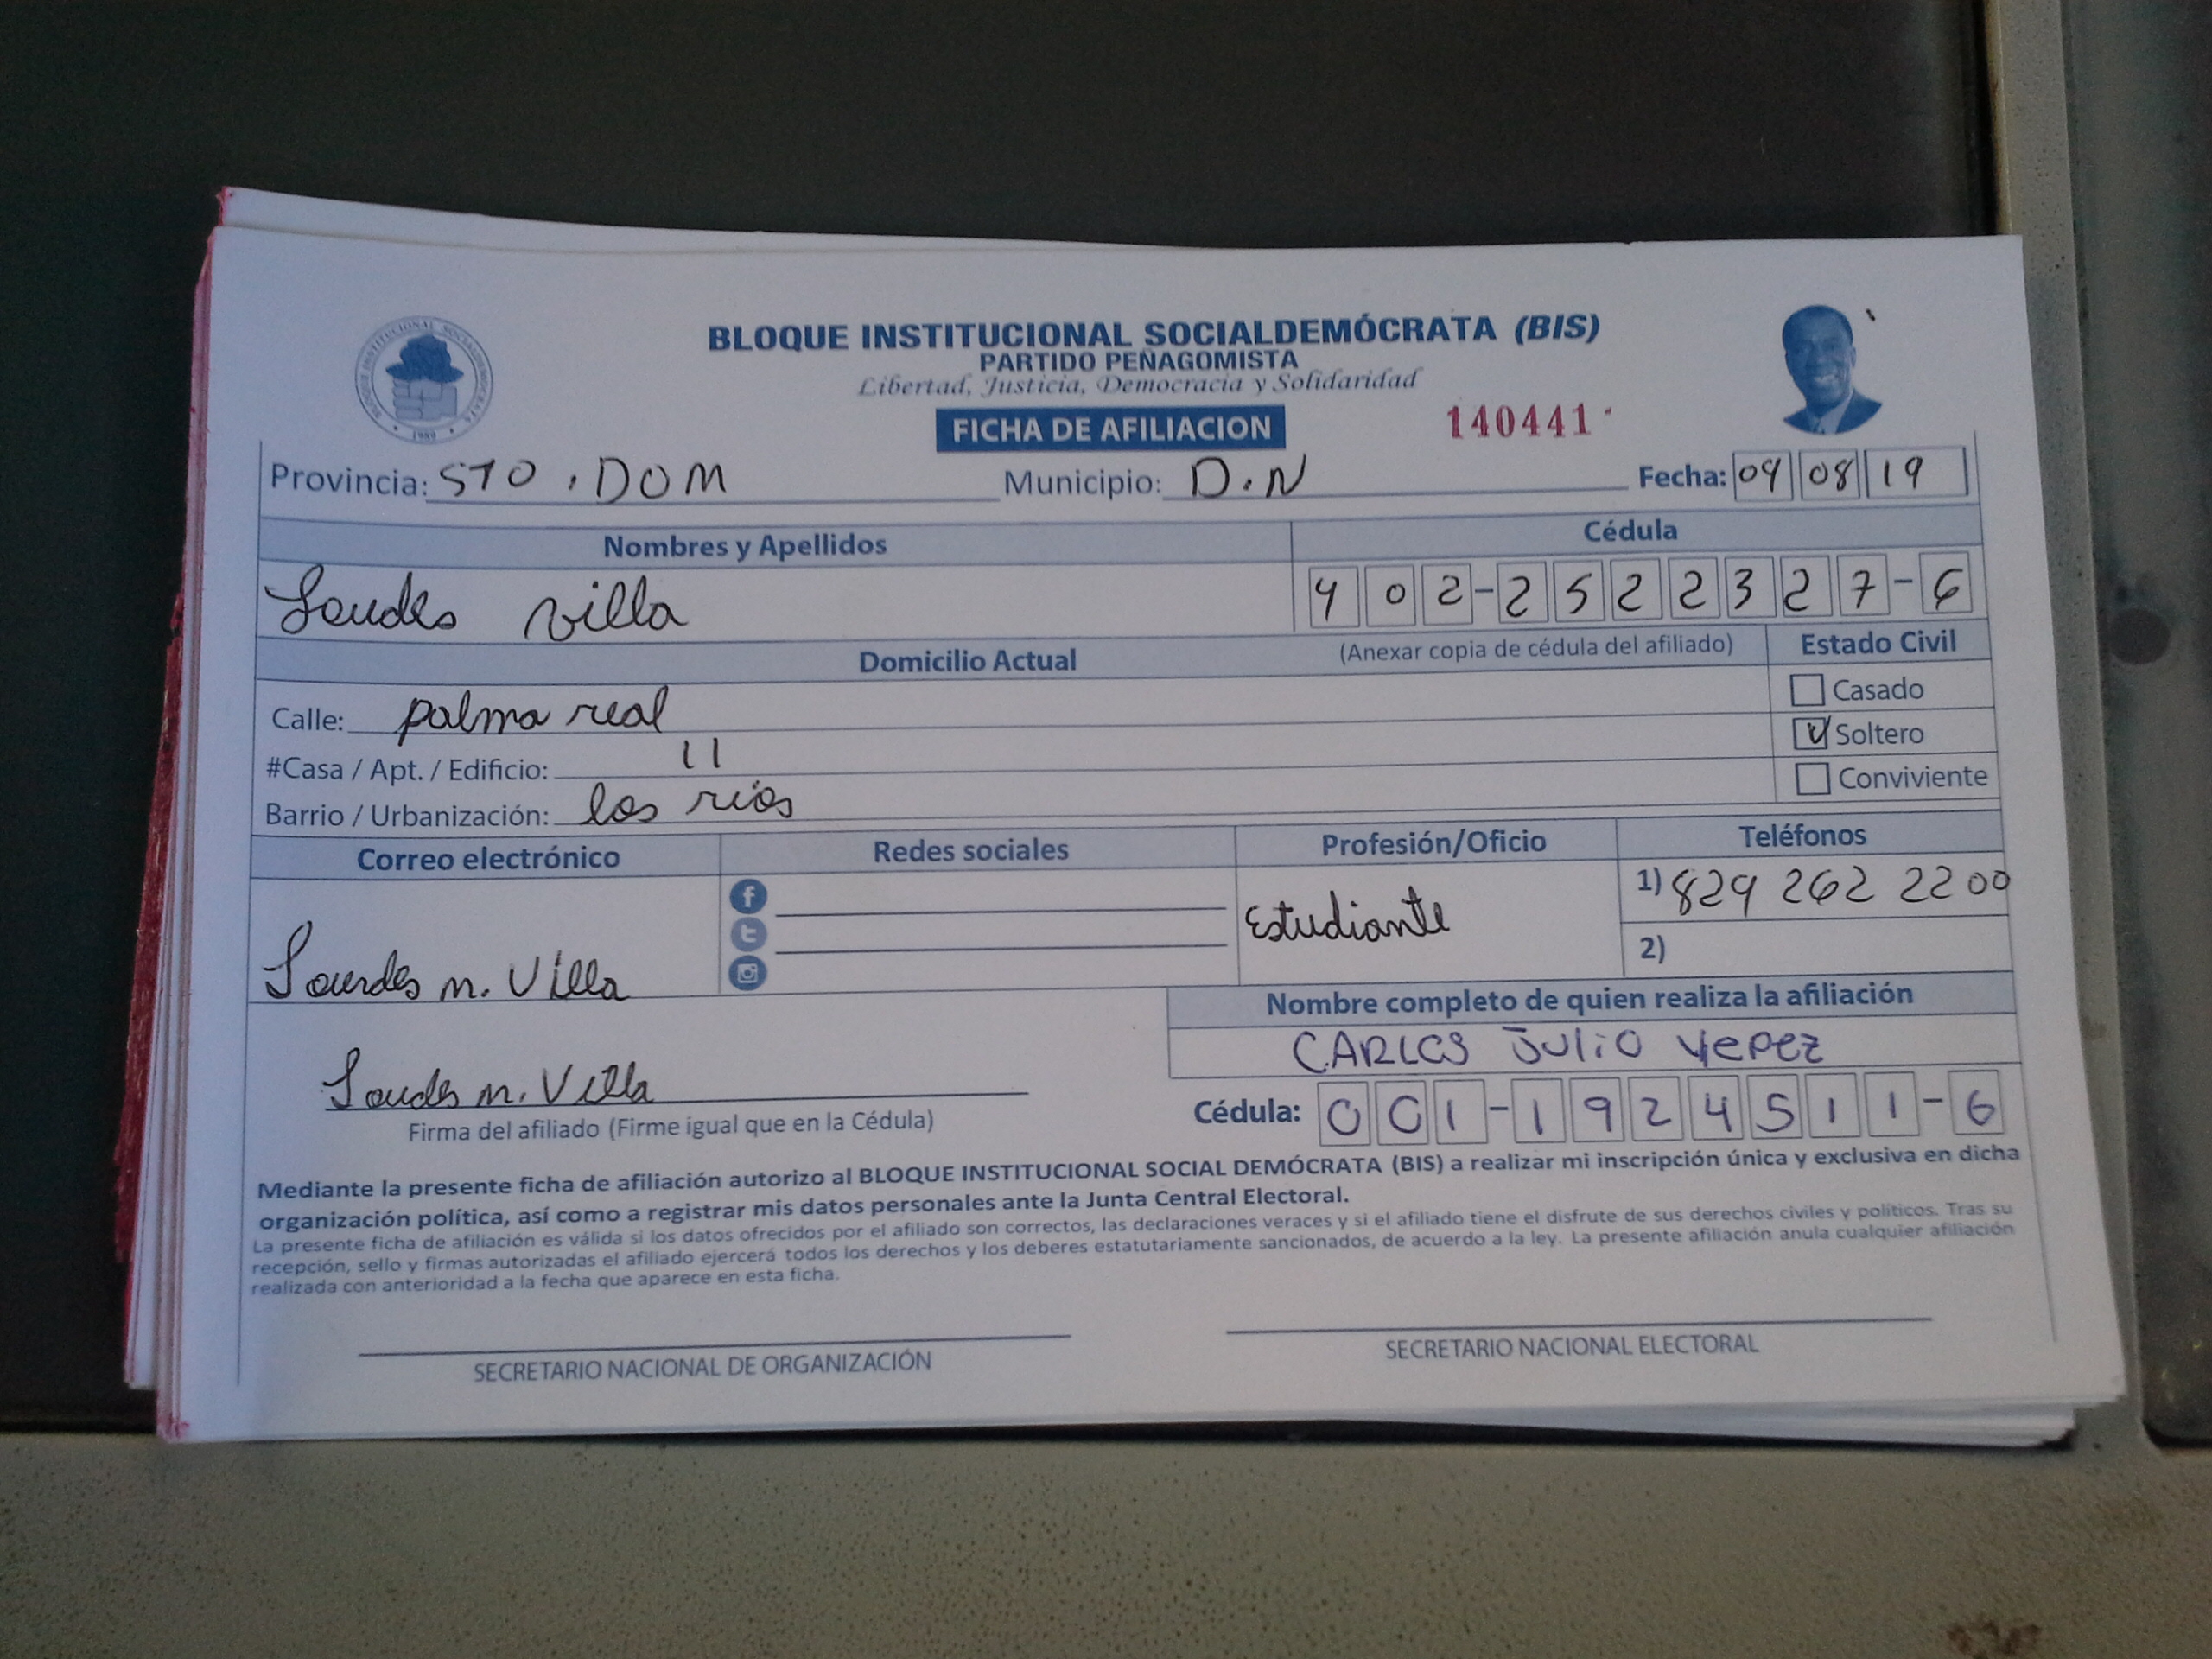 BLOQUE INSTITUCIONAL SOCIALDEMÓCRATA (BIS)
PARTIDO PEÑAGOMISTA
Libertad, Justicia, Democracia y Solidaridad
FICHA DE AFILIACION
140441
BLOQUE INSTITUCIONAL SOCIALDEMÓCRATA
Provincia: STO. DOM Municipio: D.N Fecha: 09 08 19
Nombres y Apellidos Cédula
Loudes villa 402-2522327-6
Domicilio Actual (Anexar copia de cédula del afiliado) Estado Civil
Calle: palma real
Casado
#Casa / Apt. / Edificio: 11
Soltero
Barrio / Urbanización: los rios
Conviviente
Correo electrónico Redes sociales Profesión/Oficio Teléfonos
Lourdes m. Villa Estudiante 1) 829 262 2200
2)
Nombre completo de quien realiza la afiliación
CARLOS JULIO YEPEZ
Loudes m. Villa
Firma del afiliado (Firme igual que en la Cédula)
Cédula: 001-1924511-6
Mediante la presente ficha de afiliación autorizo al BLOQUE INSTITUCIONAL SOCIAL DEMÓCRATA (BIS) a realizar mi inscripción única y exclusiva en dicha
organización política, así como a registrar mis datos personales ante la Junta Central Electoral.
La presente ficha de afiliación es válida si los datos ofrecidos por el afiliado son correctos, las declaraciones veraces y si el afiliado tiene el disfrute de sus derechos civiles y políticos. Tras su
recepción, sello y firmas autorizadas el afiliado ejercerá todos los derechos y los deberes estatutariamente sancionados, de acuerdo a la ley. La presente afiliación anula cualquier afiliación
realizada con anterioridad a la fecha que aparece en esta ficha.
SECRETARIO NACIONAL DE ORGANIZACIÓN SECRETARIO NACIONAL ELECTORAL